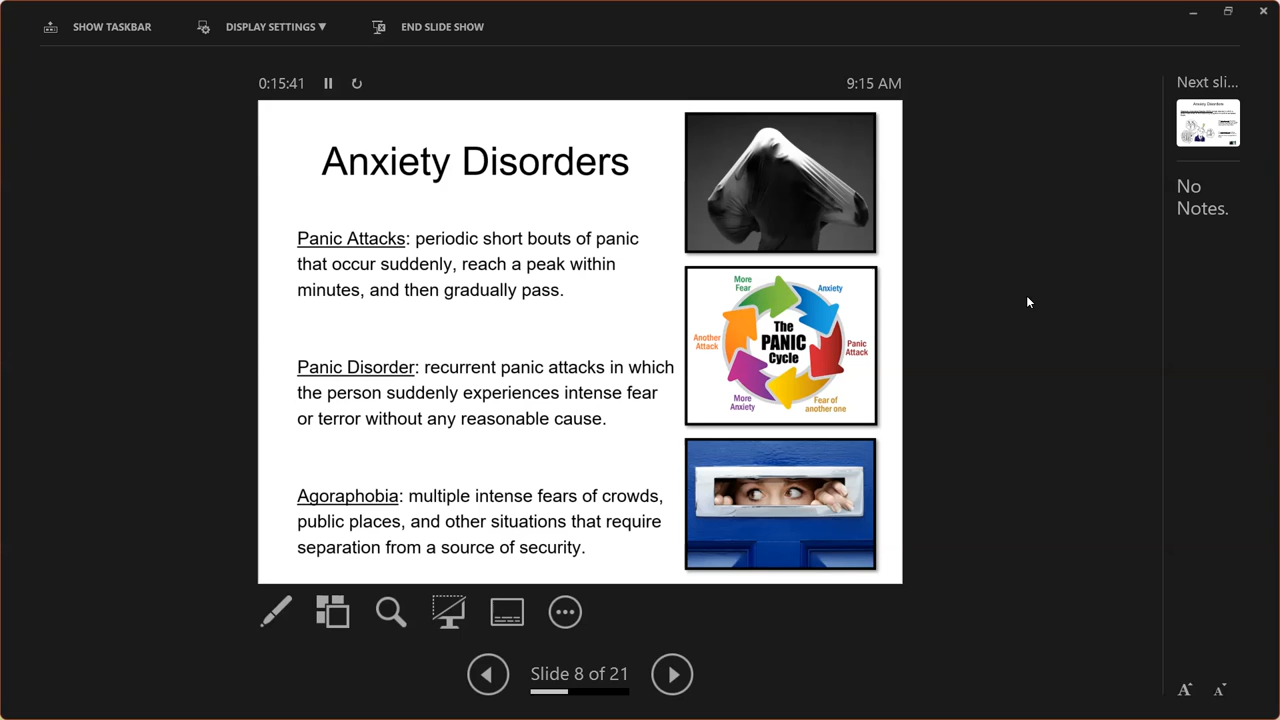 SHOW TASKBAR
DISPLAY SETTINGS ▼
END SLIDE SHOW
0:15:41
9:15 AM
Anxiety Disorders
Panic Attacks: periodic short bouts of panic
that occur suddenly, reach a peak within
minutes, and then gradually pass.
Panic Disorder: recurrent panic attacks in which
the person suddenly experiences intense fear
or terror without any reasonable cause.
Agoraphobia: multiple intense fears of crowds,
public places, and other situations that require
separation from a source of security.
More
Fear
Anxiety
Another
Attack
The
PANIC
Cycle
Panic
Attack
More
Anxiety
Fear of
another one
Next sli...
Anxiety Disorders
No
Notes.
Slide 8 of 21
A
A